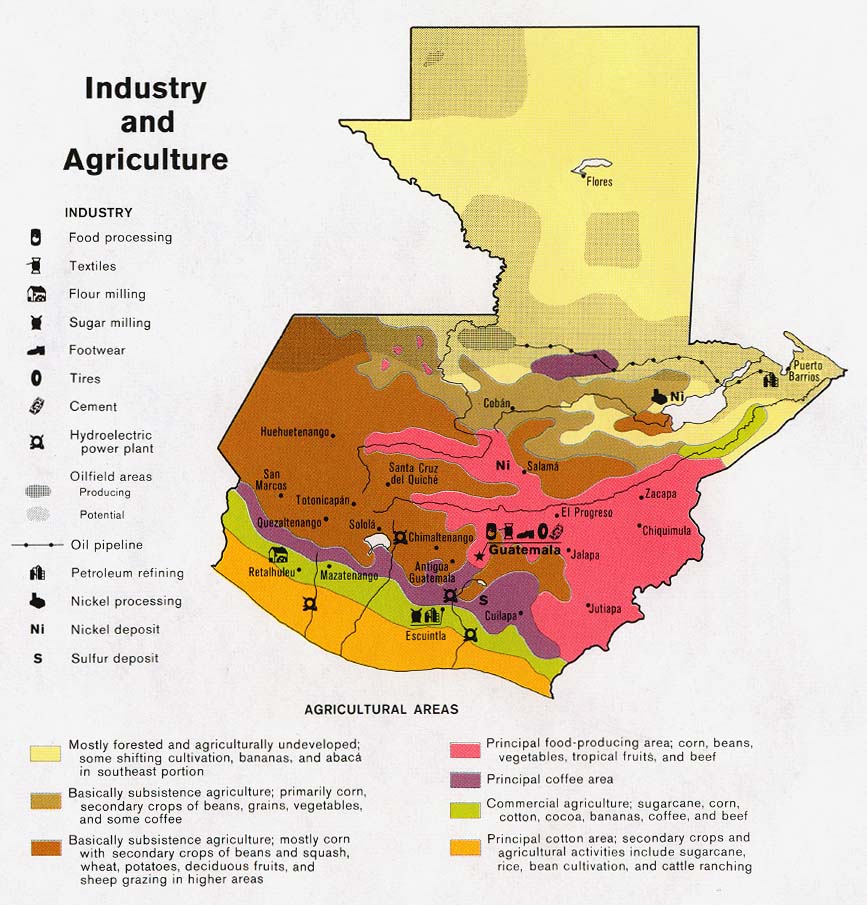 Industry
and
Agriculture
INDUSTRY
Food processing
Textiles
Flour milling
Sugar milling
Footwear
Tires
Cement
Hydroelectric
power plant
Oilfield areas
Producing
Potential
Oil pipeline
Petroleum refining
Nickel processing
Ni Nickel deposit
S Sulfur deposit
Flores
Puerto
Barrios
Cobán
Ni
Huehuetenango
Ni
Salamá
San
Marcos
Santa Cruz
del Quiché
Totonicapán
Zacapa
Quezaltenango
Sololá
El Progreso
Chiquimula
Chimaltenango
Guatemala
Jalapa
Retalhuleu
Mazatenango
Antigua
Guatemala
S
Cuilapa
Jutiapa
Escuintla
AGRICULTURAL AREAS
Mostly forested and agriculturally undeveloped;
some shifting cultivation, bananas, and abacá
in southeast portion
Basically subsistence agriculture; primarily corn,
secondary crops of beans, grains, vegetables,
and some coffee
Basically subsistence agriculture; mostly corn
with secondary crops of beans and squash,
wheat, potatoes, deciduous fruits, and
sheep grazing in higher areas
Principal food-producing area; corn, beans,
vegetables, tropical fruits, and beef
Principal coffee area
Commercial agriculture; sugarcane, corn,
cotton, cocoa, bananas, coffee, and beef
Principal cotton area; secondary crops and
agricultural activities include sugarcane,
rice, bean cultivation, and cattle ranching